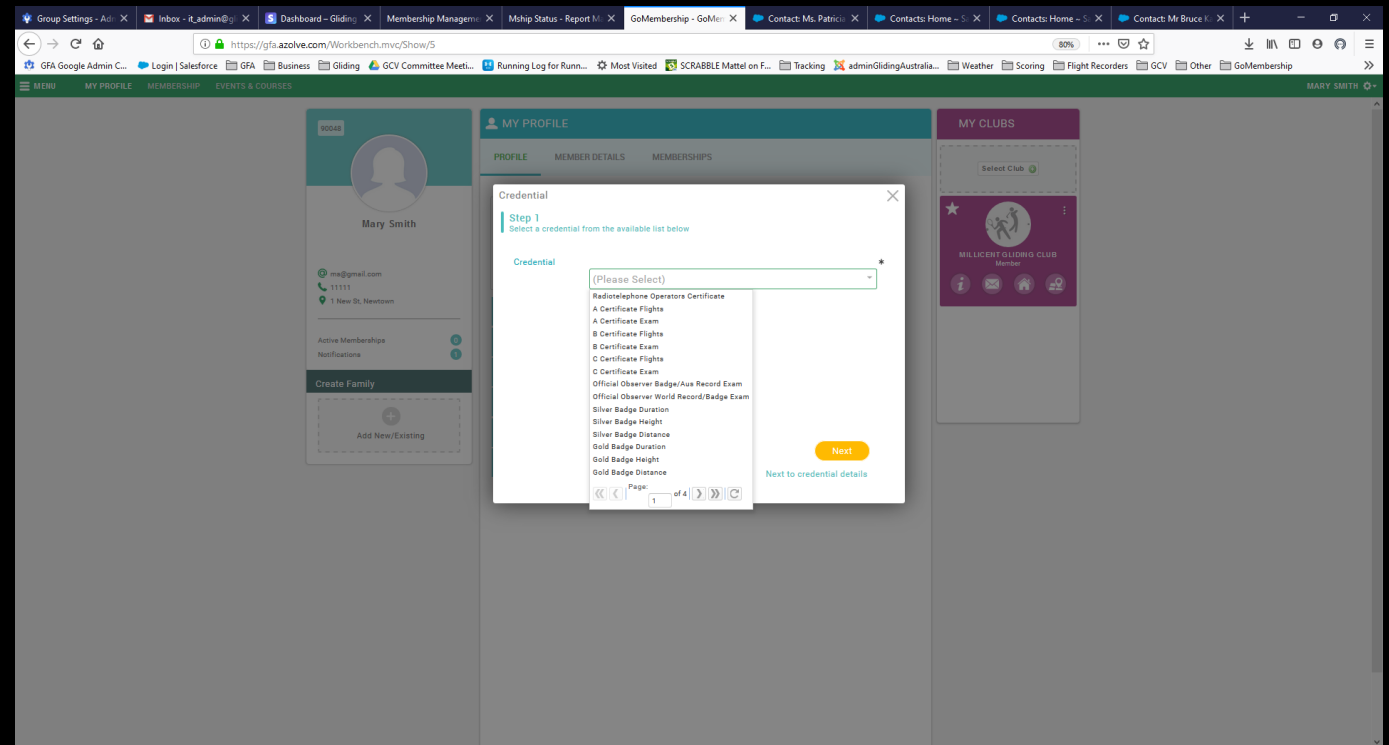 Group Settings - Adm
Inbox - it_admin@gl
Dashboard – Gliding
Membership Manageme
Mship Status - Report M
GoMembership - GoMem
Contact: Ms. Patricia
Contacts: Home ~ Sa
Contacts: Home ~ Sa
Contact: Mr Bruce K
https://gfa.azolve.com/Workbench.mvc/Show/5
80%
GFA Google Admin C...
Login | Salesforce
GFA
Business
Gliding
GCV Committee Meeti...
Running Log for Runn...
Most Visited
SCRABBLE Mattel on F...
Tracking
adminGlidingAustralia...
Weather
Scoring
Flight Recorders
GCV
Other
GoMembership
MENU
MY PROFILE
MEMBERSHIP
EVENTS & COURSES
MARY SMITH
90048
Mary Smith
ms@gmail.com
11111
1 New St, Newtown
Active Memberships 0
Notifications 1
Create Family
Add New/Existing
MY PROFILE
PROFILE
MEMBER DETAILS
MEMBERSHIPS
Credential
Step 1
Select a credential from the available list below
Credential
*
(Please Select)
Radiotelephone Operators Certificate
A Certificate Flights
A Certificate Exam
B Certificate Flights
B Certificate Exam
C Certificate Flights
C Certificate Exam
Official Observer Badge/Aus Record Exam
Official Observer World Record/Badge Exam
Silver Badge Duration
Silver Badge Height
Silver Badge Distance
Gold Badge Duration
Gold Badge Height
Gold Badge Distance
Page:
1 of 4
Next
Next to credential details
MY CLUBS
Select Club
MILLICENT GLIDING CLUB
Member